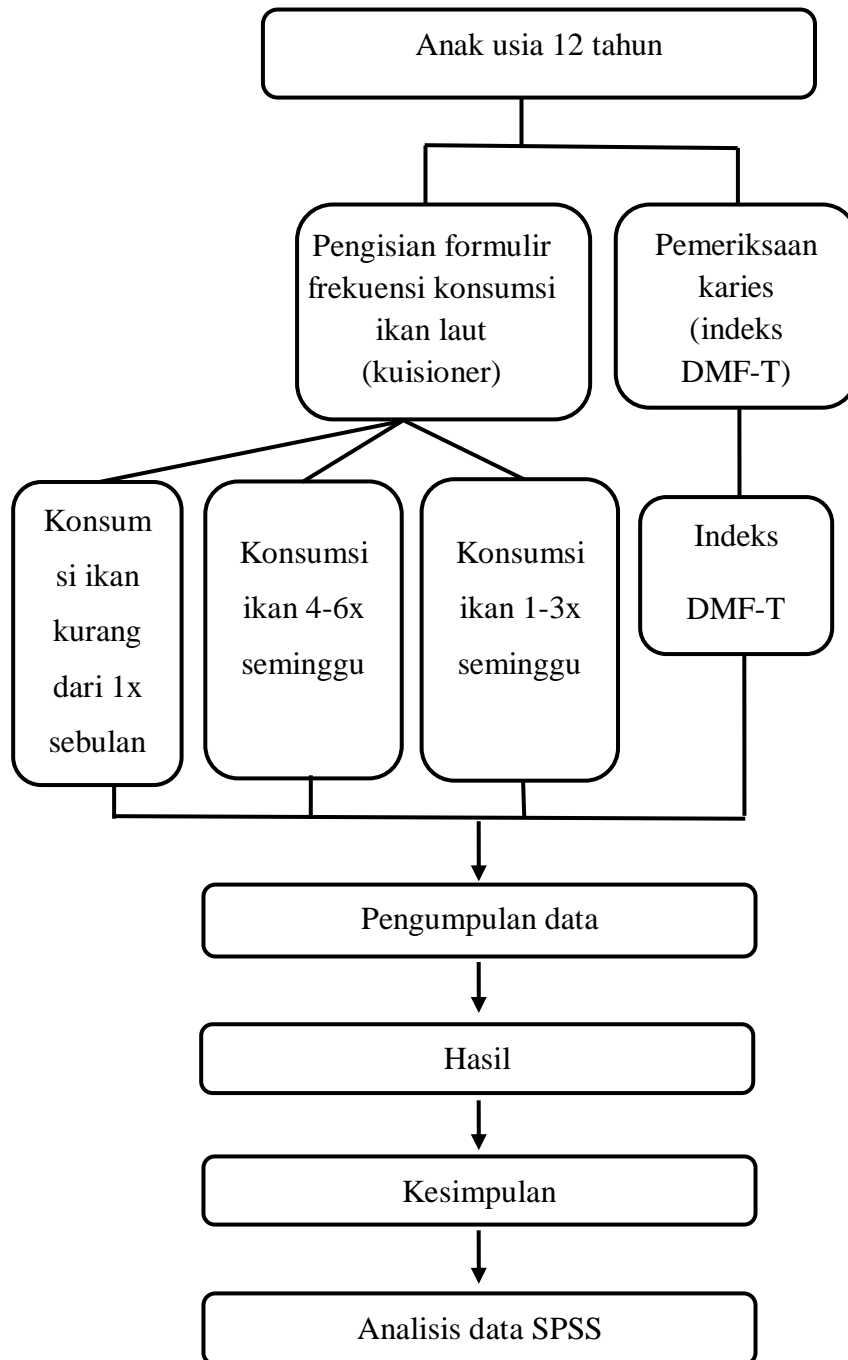 Anak usia 12 tahun
Pengisian formulir
frekuensi konsumsi
ikan laut
(kuisioner)
Pemeriksaan
karies
(indeks
DMF-T)
Konsum
si ikan
kurang
dari 1x
sebulan
Konsumsi
ikan 4-6x
seminggu
Konsumsi
ikan 1-3x
seminggu
Indeks
DMF-T
Pengumpulan data
Hasil
Kesimpulan
Analisis data SPSS